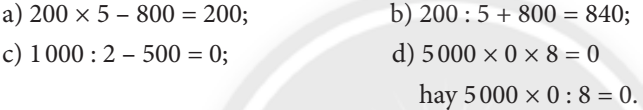 a) 200 × 5 – 800 = 200; b) 200 : 5 + 800 = 840;
c) 1 000 : 2 – 500 = 0; d) 5 000 × 0 × 8 = 0
hay 5 000 × 0 : 8 = 0.